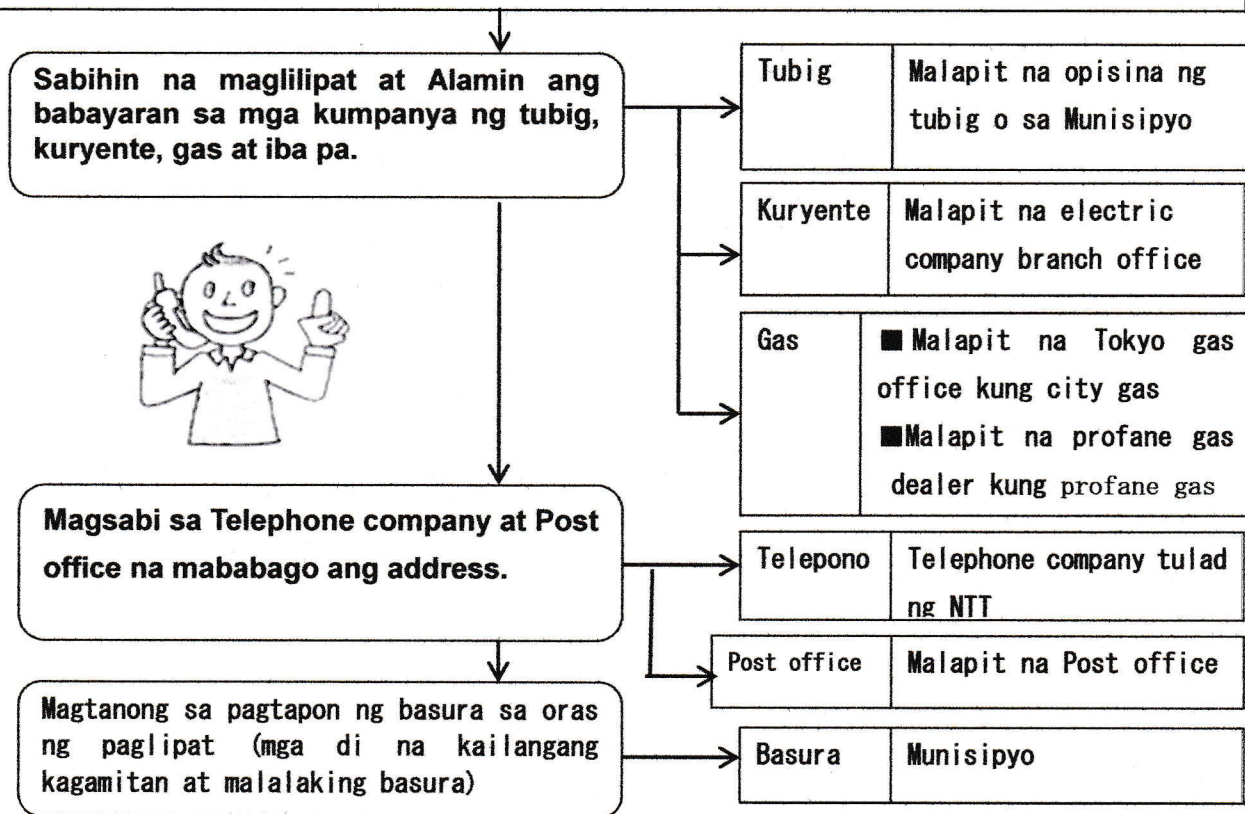 Sabihin na maglilipat at Alamin ang
babayaran sa mga kumpanya ng tubig,
kuryente, gas at iba pa.
Tubig
Malapit na opisina ng
tubig o sa Munisipyo
Kuryente
Malapit na electric
company branch office
Gas
■Malapit na Tokyo gas
office kung city gas
■Malapit na profane gas
dealer kung profane gas
Magsabi sa Telephone company at Post
office na mababago ang address.
Telepono
Telephone company tulad
ng NTT
Post office
Malapit na Post office
Magtanong sa pagtapon ng basura sa oras
ng paglipat (mga di na kailangang
kagamitan at malalaking basura)
Basura
Munisipyo